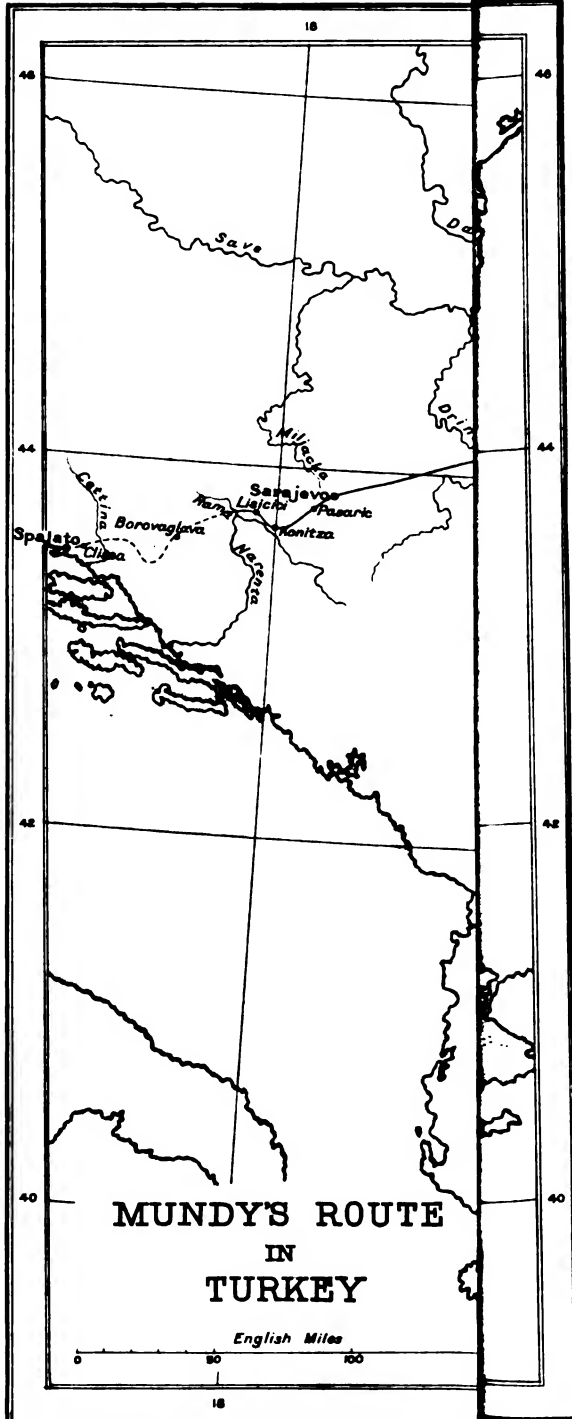 18
46 46
Da
Save
Drin
44 44
Miljacka
Cettina
Sarajevo
Rama Lisicici Pasaric
Borovaglava
Konitza
Spalato
Clissa
Narenta
42 42
40 40
MUNDY'S ROUTE
IN
TURKEY
English Miles
0 50 100
18